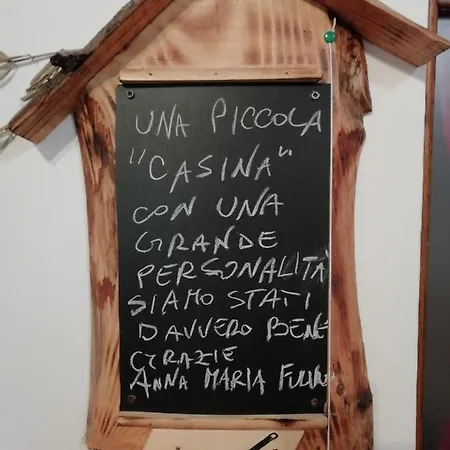 UNA PICCOLA
"CASINA"
CON UNA
GRANDE
PERSONALITÀ
SIAMO STATI
DAVVERO BENE
GRAZIE
ANNA MARIA